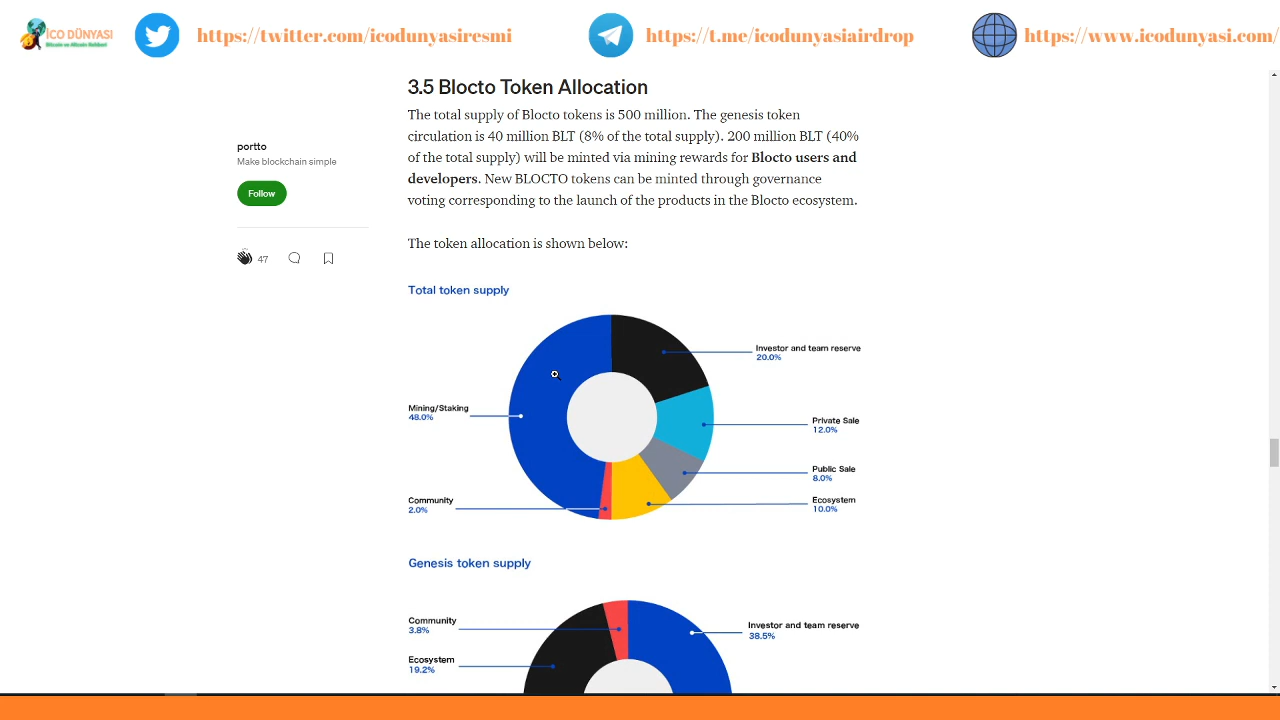 İCO DÜNYASI
Bitcoin ve Altcoin Rehberi
https://twitter.com/icodunyasiresmi
https://t.me/icodunyasiairdrop
https://www.icodunyasi.com/
portto
Make blockchain simple
Follow
47
3.5 Blocto Token Allocation
The total supply of Blocto tokens is 500 million. The genesis token
circulation is 40 million BLT (8% of the total supply). 200 million BLT (40%
of the total supply) will be minted via mining rewards for Blocto users and
developers. New BLOCTO tokens can be minted through governance
voting corresponding to the launch of the products in the Blocto ecosystem.
The token allocation is shown below:
Total token supply
Investor and team reserve
20.0%
Mining/Staking
48.0%
Private Sale
12.0%
Public Sale
8.0%
Community
2.0%
Ecosystem
10.0%
Genesis token supply
Community
3.8%
Investor and team reserve
38.5%
Ecosystem
19.2%